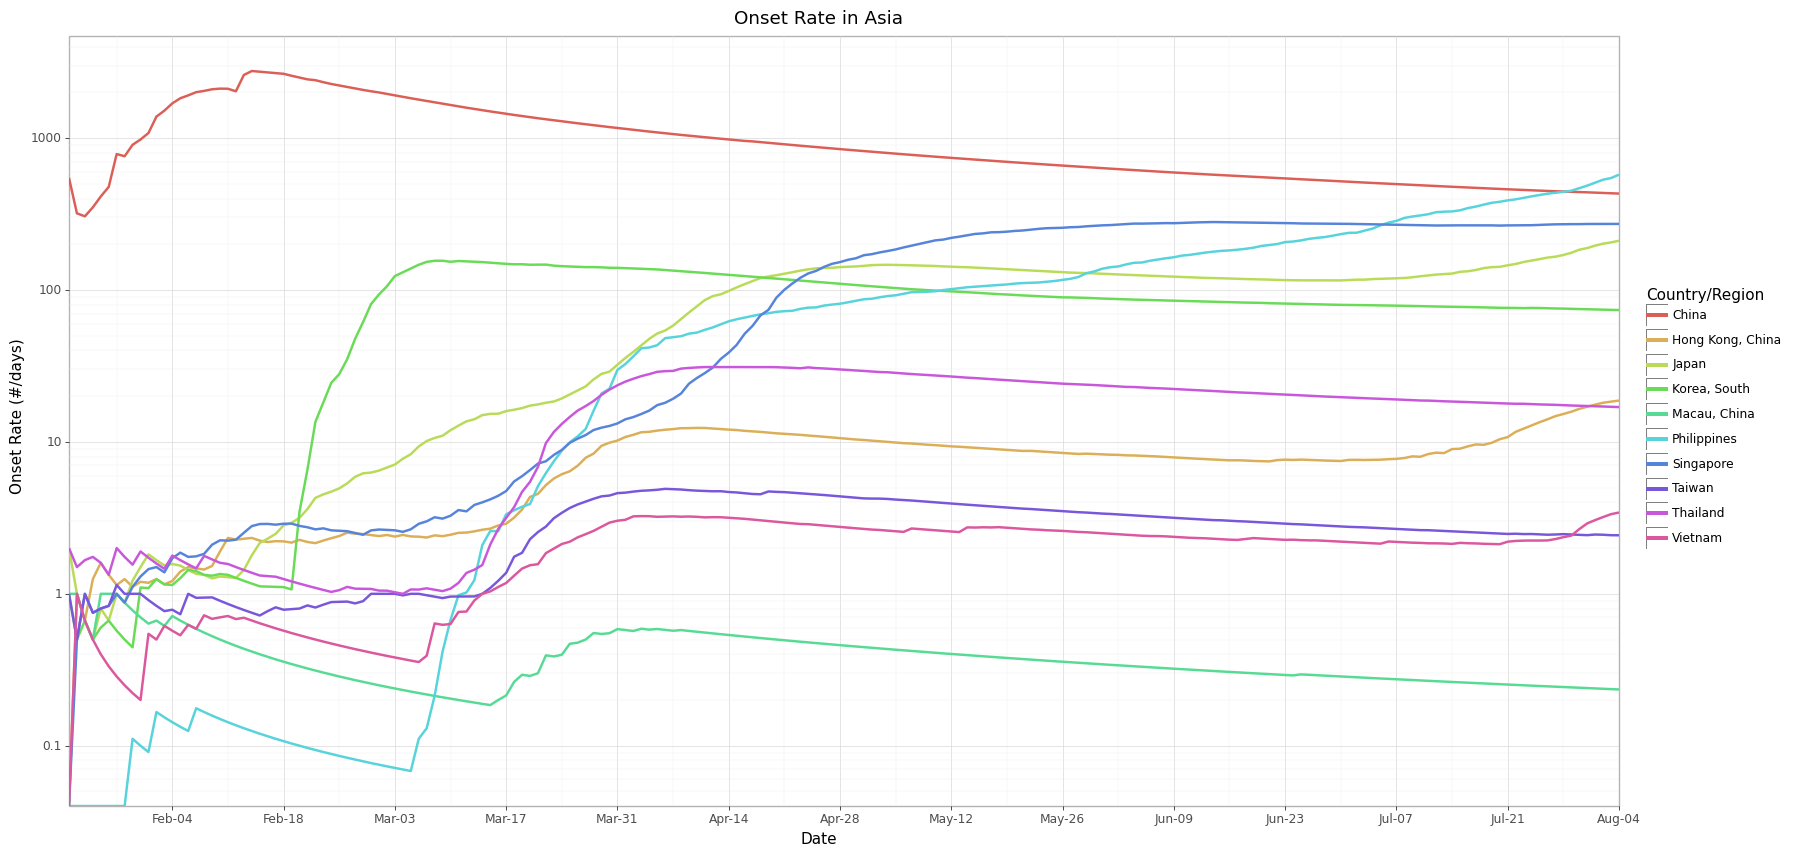 Onset Rate in Asia
Onset Rate (#/days)
1000
100
10
1
0.1
Feb-04
Feb-18
Mar-03
Mar-17
Mar-31
Apr-14
Apr-28
May-12
May-26
Jun-09
Jun-23
Jul-07
Jul-21
Aug-04
Date
Country/Region
China
Hong Kong, China
Japan
Korea, South
Macau, China
Philippines
Singapore
Taiwan
Thailand
Vietnam